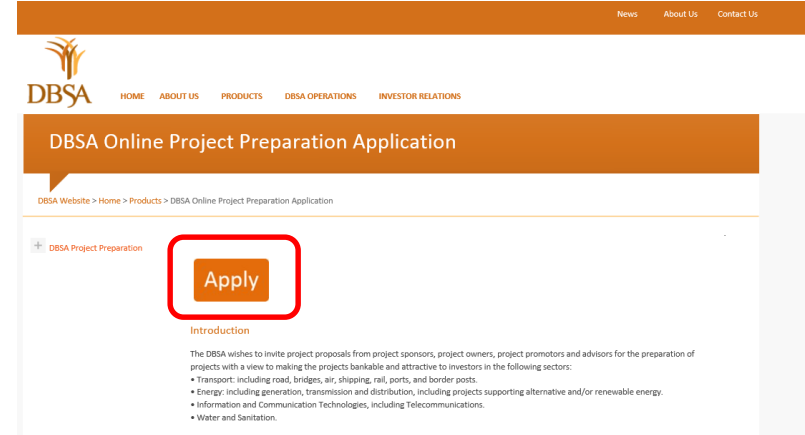 News About Us Contact Us
DBSA
HOME ABOUT US PRODUCTS DBSA OPERATIONS INVESTOR RELATIONS
DBSA Online Project Preparation Application
DBSA Website > Home > Products > DBSA Online Project Preparation Application
+ DBSA Project Preparation
Apply
Introduction
The DBSA wishes to invite project proposals from project sponsors, project owners, project promotors and advisors for the preparation of
projects with a view to making the projects bankable and attractive to investors in the following sectors:
• Transport: including road, bridges, air, shipping, rail, ports, and border posts.
• Energy: including generation, transmission and distribution, including projects supporting alternative and/or renewable energy.
• Information and Communication Technologies, including Telecommunications.
• Water and Sanitation.